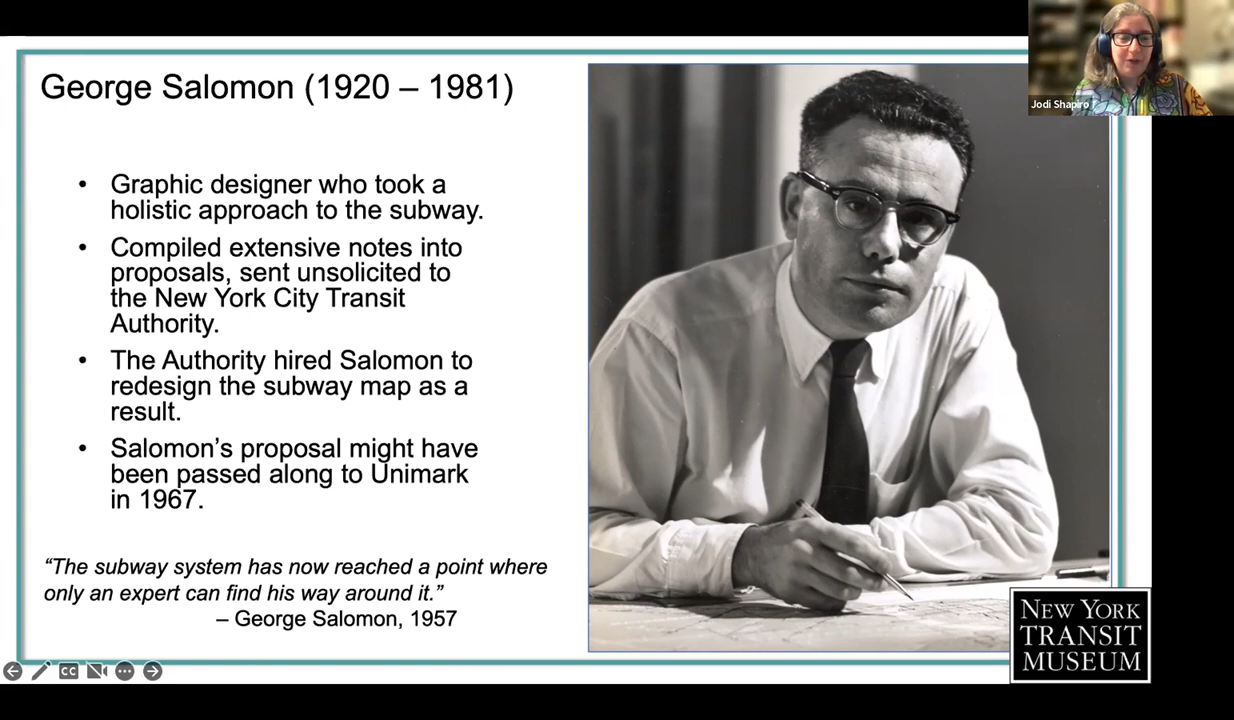 George Salomon (1920 – 1981)
• Graphic designer who took a
holistic approach to the subway.
• Compiled extensive notes into
proposals, sent unsolicited to
the New York City Transit
Authority.
• The Authority hired Salomon to
redesign the subway map as a
result.
• Salomon’s proposal might have
been passed along to Unimark
in 1967.
“The subway system has now reached a point where
only an expert can find his way around it.”
– George Salomon, 1957
Jodi Shapiro
NEW YORK
TRANSIT
MUSEUM
CC